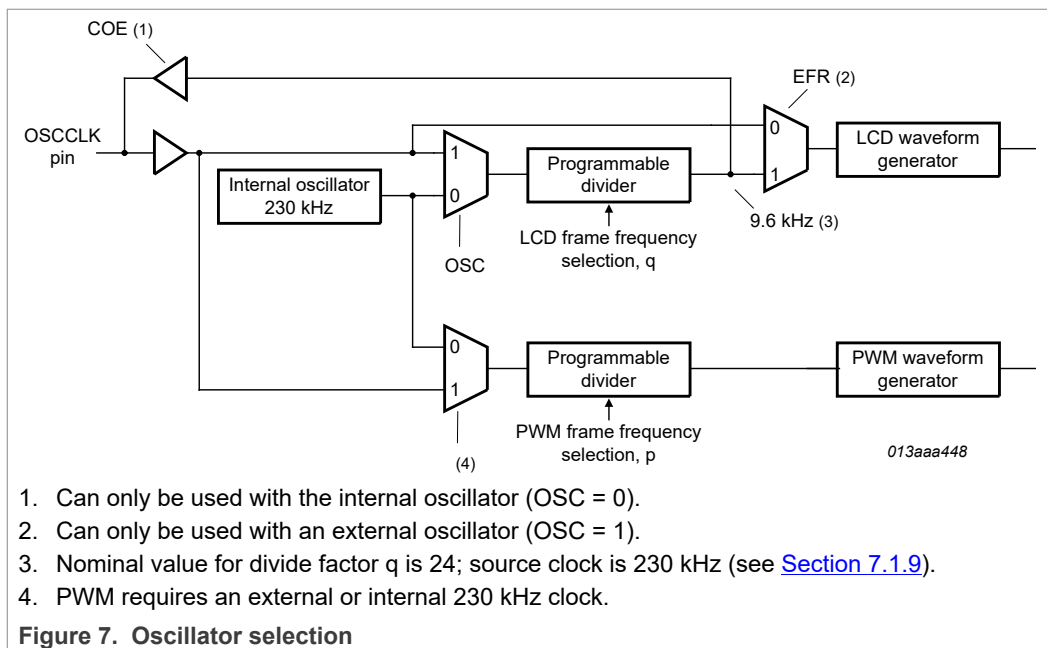 COE (1)
EFR (2)
OSCCLK
pin
0
1
LCD waveform
generator
1
0
Internal oscillator
230 kHz
Programmable
divider
9.6 kHz (3)
LCD frame frequency
selection, q
OSC
0
1
Programmable
divider
PWM waveform
generator
PWM frame frequency
selection, p
(4)
013aaa448
1. Can only be used with the internal oscillator (OSC = 0).
2. Can only be used with an external oscillator (OSC = 1).
3. Nominal value for divide factor q is 24; source clock is 230 kHz (see Section 7.1.9).
4. PWM requires an external or internal 230 kHz clock.
Figure 7. Oscillator selection